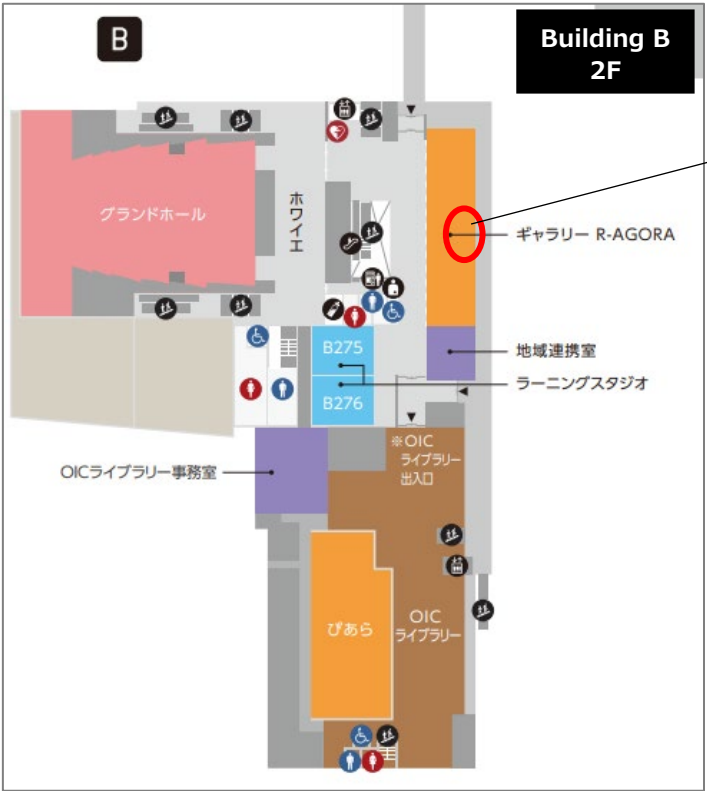 B
Building B
2F
グランドホール
ホワイエ
ギャラリー R-AGORA
B275
地域連携室
ラーニングスタジオ
B276
※OIC
ライブラリー
出入口
OICライブラリー事務室
ぴあら
OIC
ライブラリー